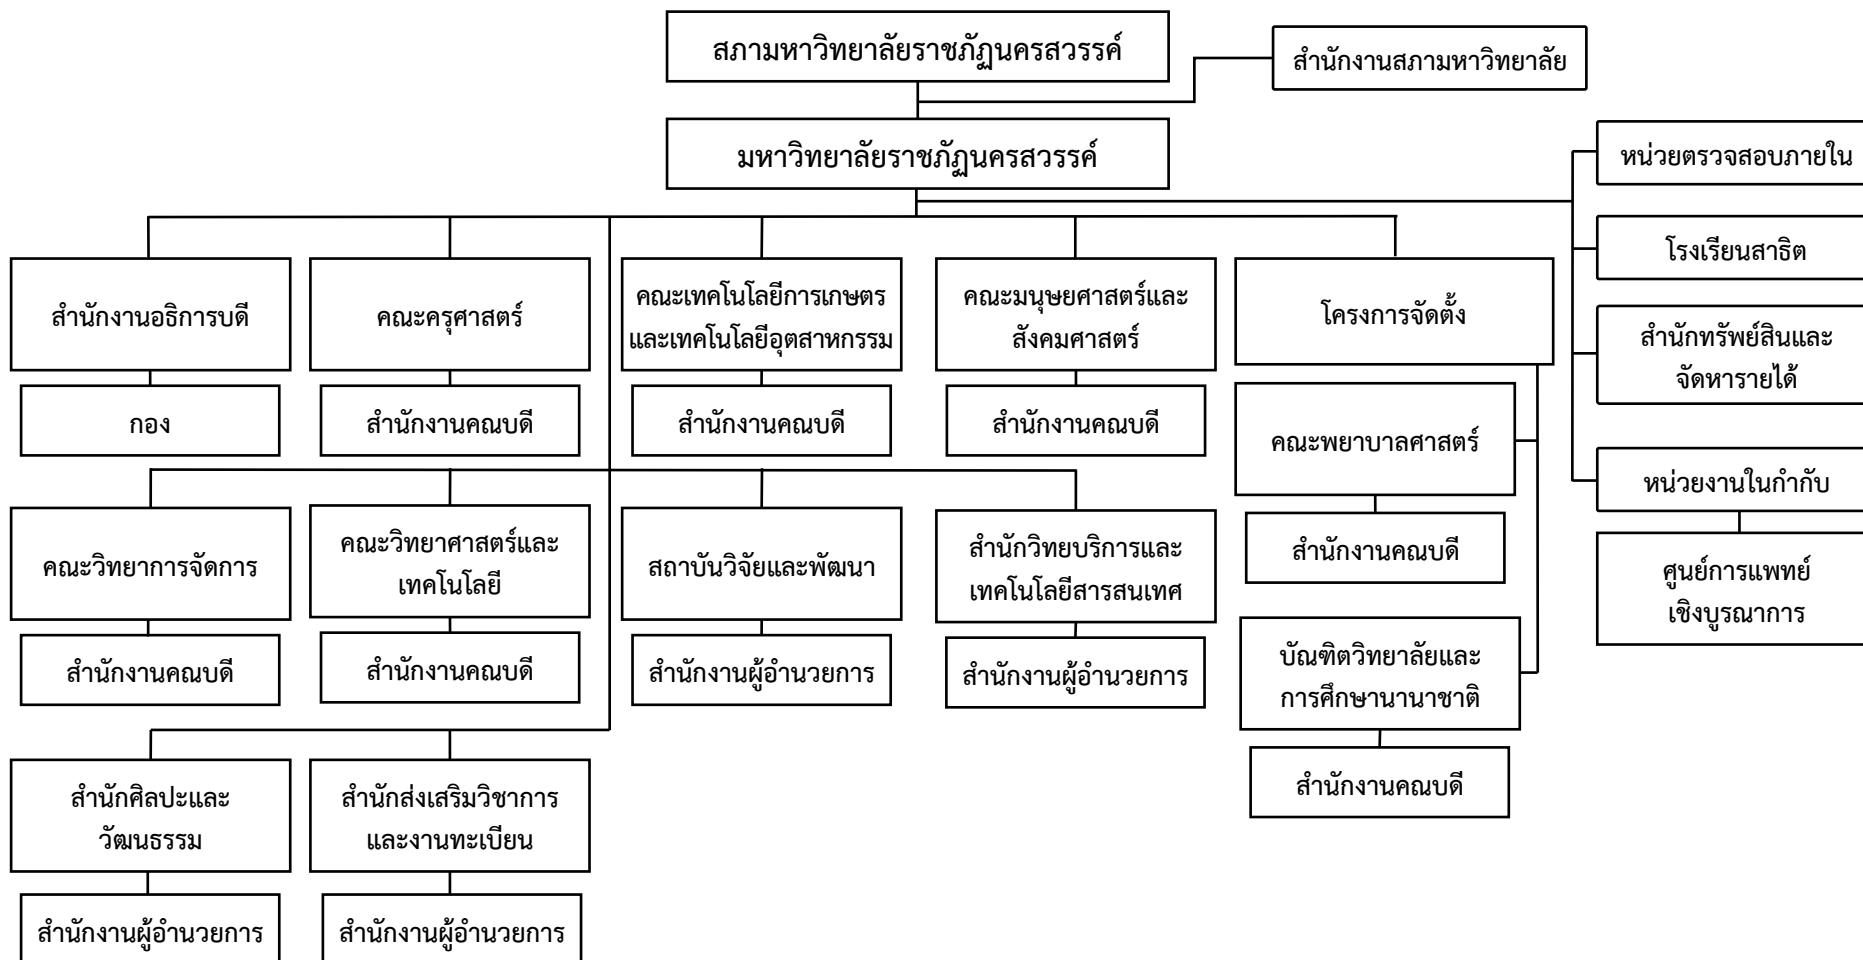 สภามหาวิทยาลัยราชภัฏนครสวรรค์
สำนักงานสภามหาวิทยาลัย
มหาวิทยาลัยราชภัฏนครสวรรค์
หน่วยตรวจสอบภายใน
โรงเรียนสาธิต
สำนักทรัพย์สินและ
จัดหารายได้
หน่วยงานในกำกับ
ศูนย์การแพทย์
เชิงบูรณาการ
สำนักงานอธิการบดี
กอง
คณะครุศาสตร์
สำนักงานคณบดี
คณะเทคโนโลยีการเกษตร
และเทคโนโลยีอุตสาหกรรม
สำนักงานคณบดี
คณะมนุษยศาสตร์และ
สังคมศาสตร์
สำนักงานคณบดี
โครงการจัดตั้ง
คณะพยาบาลศาสตร์
สำนักงานคณบดี
บัณฑิตวิทยาลัยและ
การศึกษานานาชาติ
สำนักงานคณบดี
คณะวิทยาการจัดการ
สำนักงานคณบดี
คณะวิทยาศาสตร์และ
เทคโนโลยี
สำนักงานคณบดี
สถาบันวิจัยและพัฒนา
สำนักงานผู้อำนวยการ
สำนักวิทยบริการและ
เทคโนโลยีสารสนเทศ
สำนักงานผู้อำนวยการ
สำนักศิลปะและ
วัฒนธรรม
สำนักงานผู้อำนวยการ
สำนักส่งเสริมวิชาการ
และงานทะเบียน
สำนักงานผู้อำนวยการ